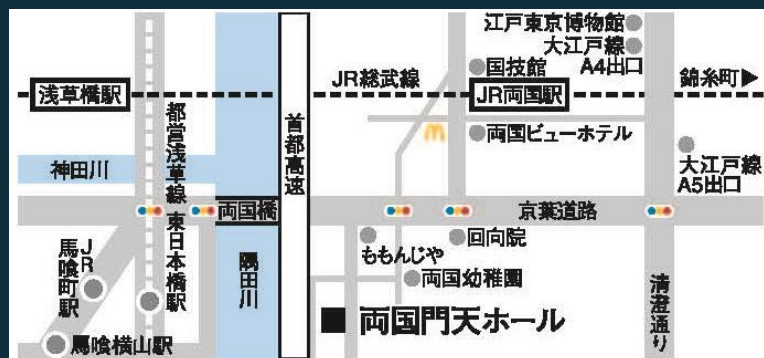 江戸東京博物館
大江戸線
A4出口
国技館
JR総武線
錦糸町▶
浅草橋駅
JR両国駅
都営浅草線
首都高速
両国ビューホテル
大江戸線
A5出口
神田川
両国橋
京葉道路
東日本橋駅
JR
馬喰町駅
隅田川
ももんじや
回向院
両国幼稚園
清澄通り
■ 両国門天ホール
馬喰横山駅